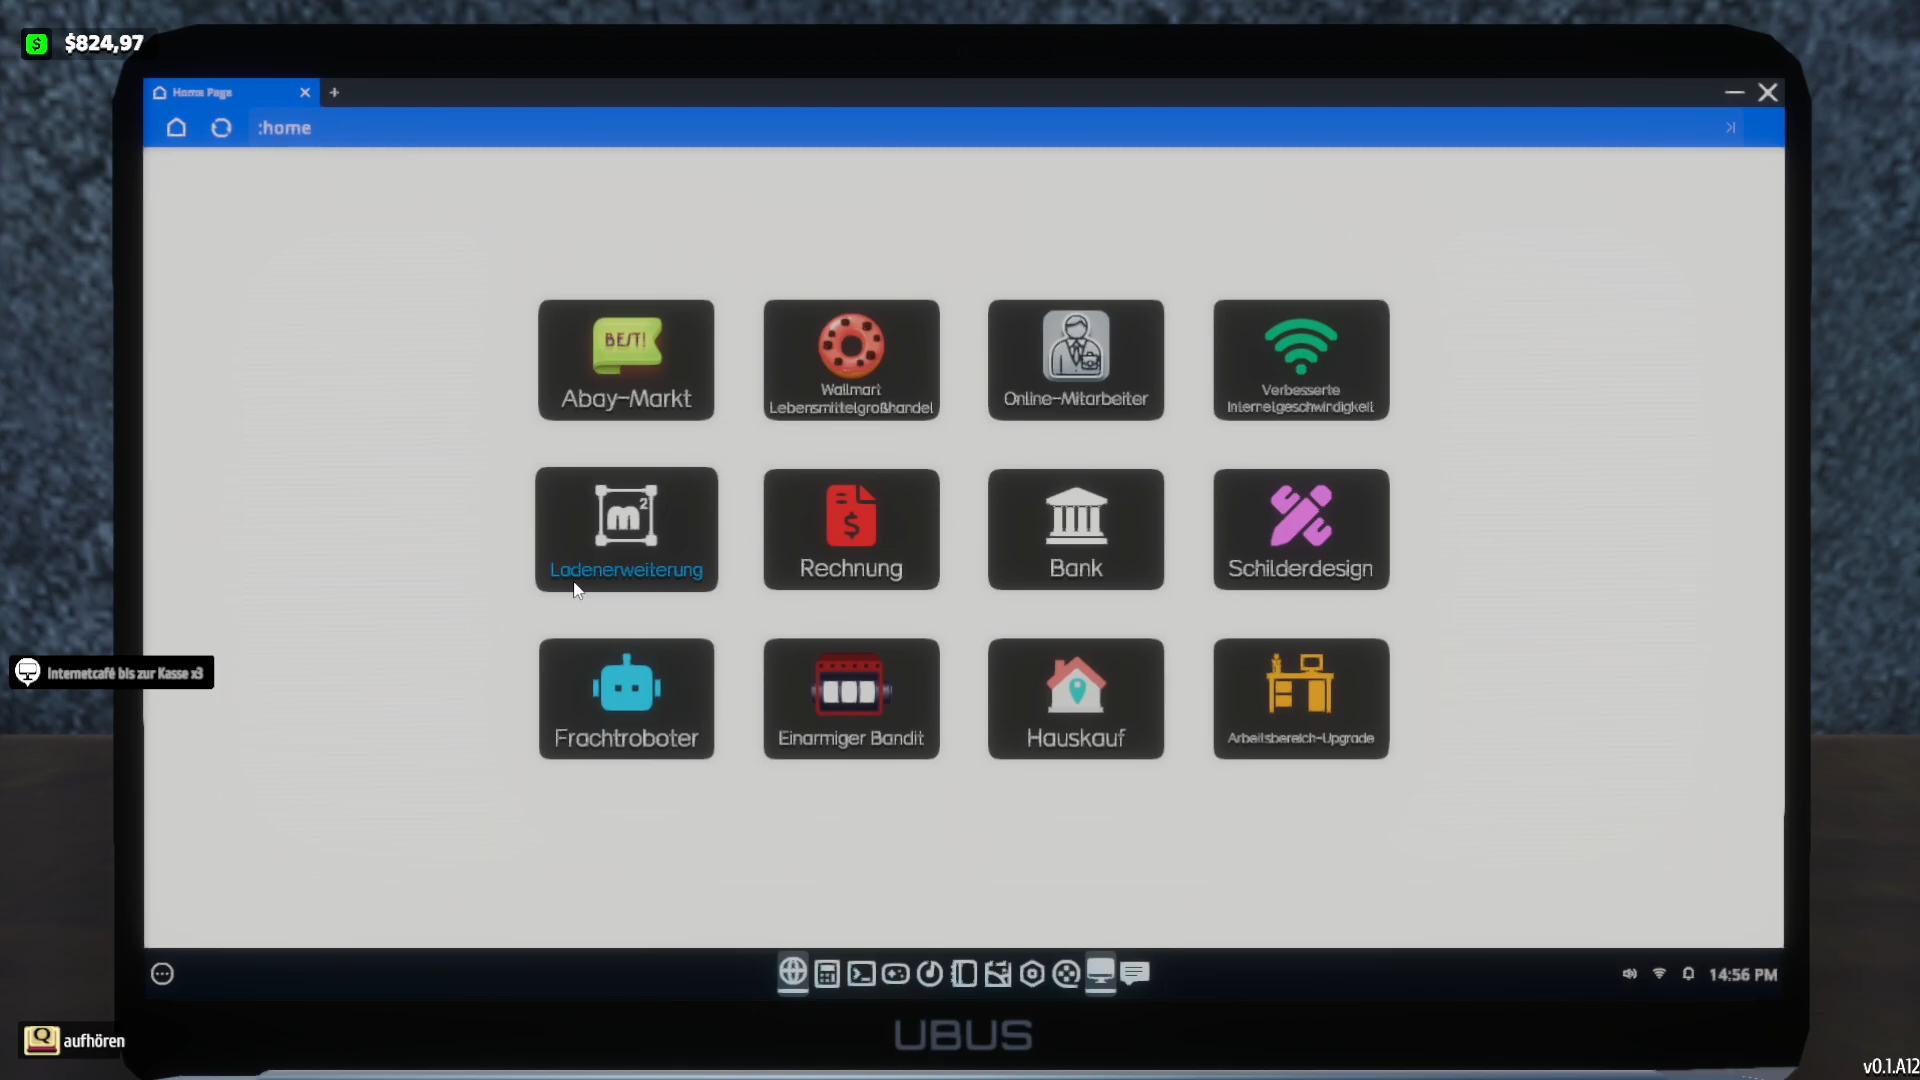 $824,97
Home Page
:home
BEST!
Abay-Markt
Wallmart
Lebensmittelgroßhandel
Online-Mitarbeiter
Verbesserte
Internetgeschwindigkeit
m²
Ladenerweiterung
Rechnung
Bank
Schilderdesign
Internetcafé bis zur Kasse x3
Frachtroboter
Einarmiger Bandit
Hauskauf
Arbeitsbereich-Upgrade
14:56 PM
Q aufhören
UBUS
v0.1.A12